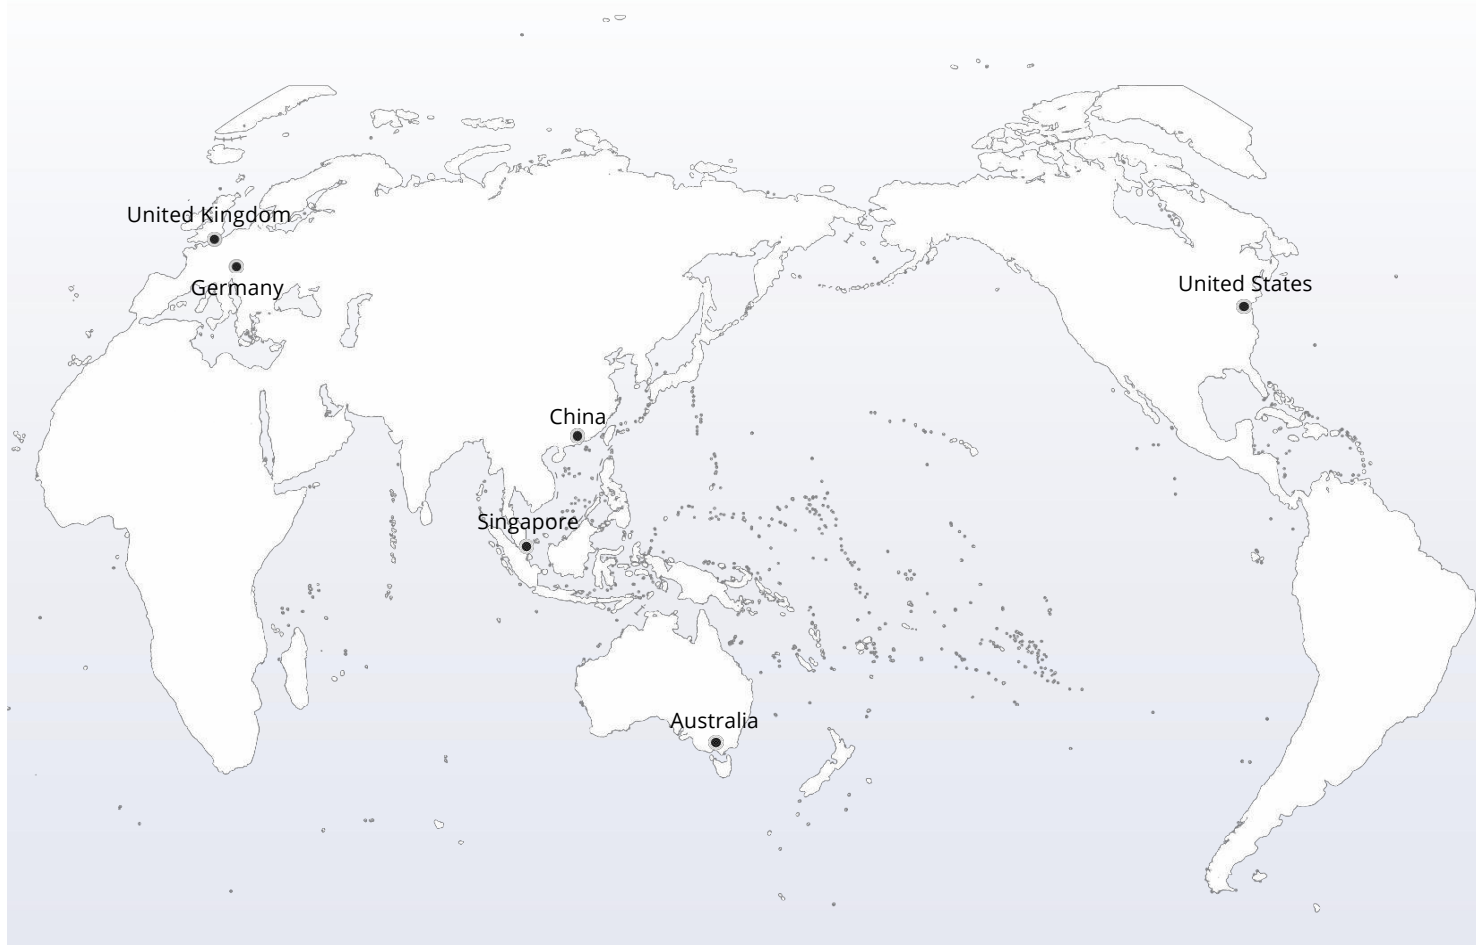 United Kingdom
Germany
United States
China
Singapore
Australia